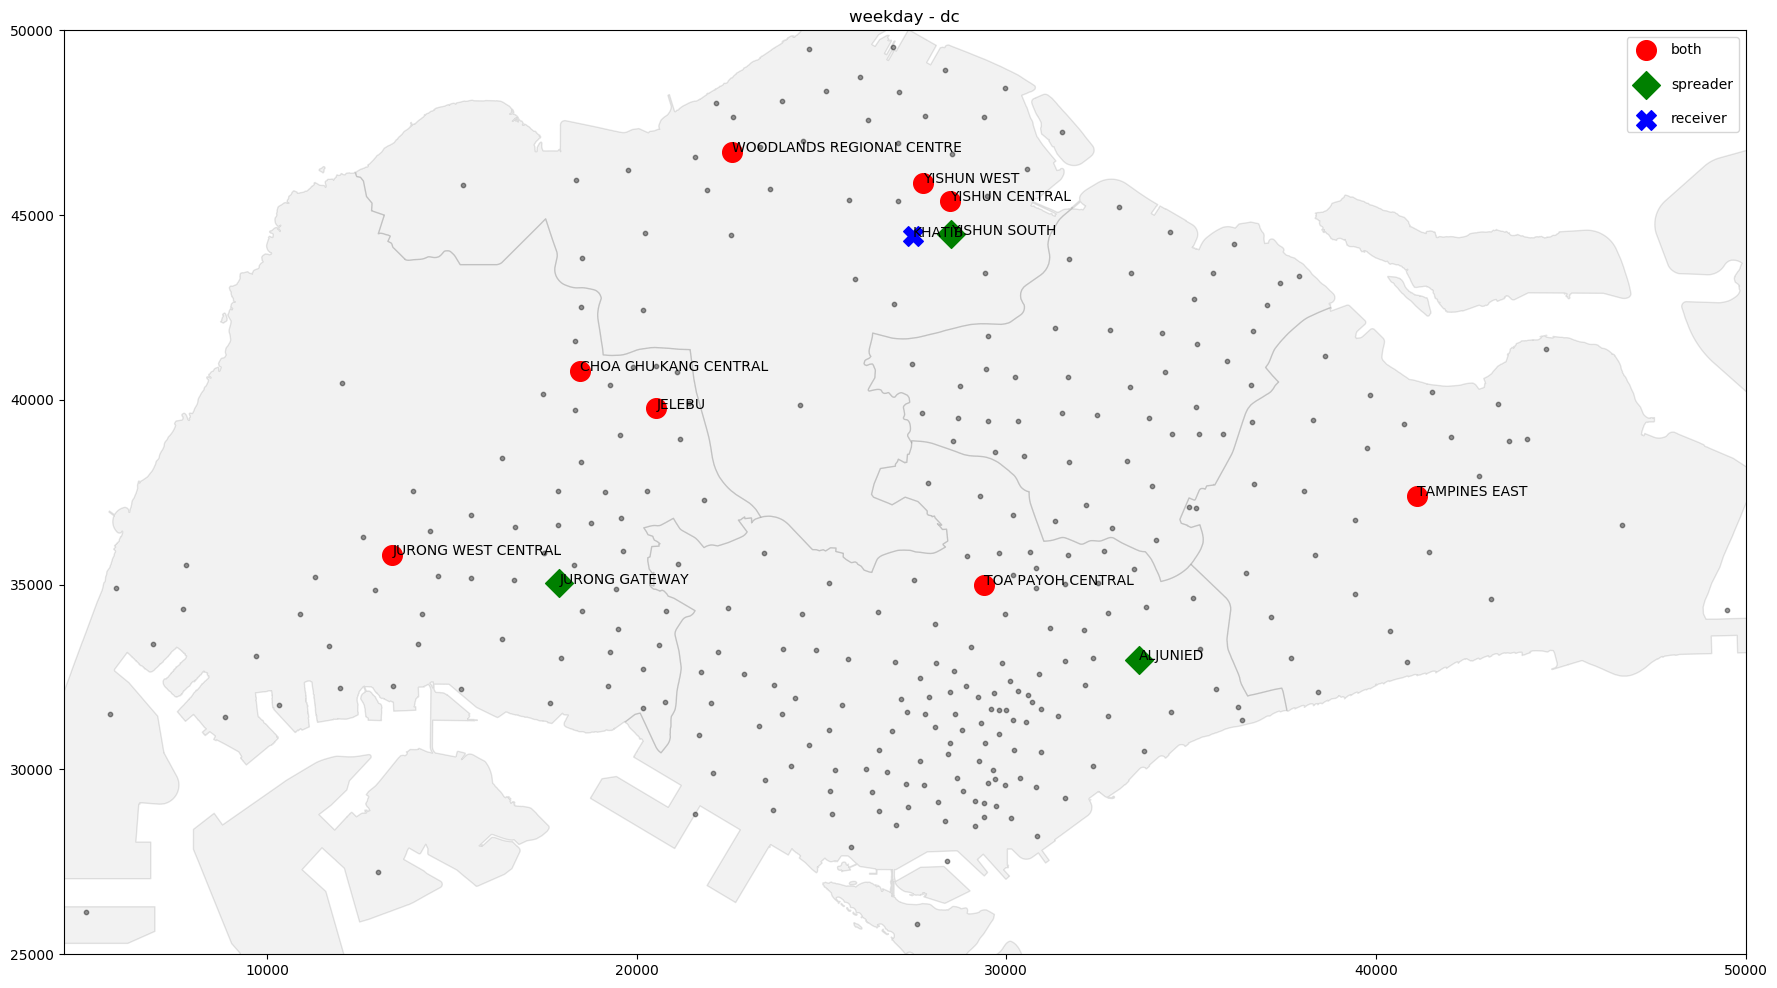 weekday - dc
50000
45000
40000
35000
30000
25000
10000
20000
30000
40000
50000
both
spreader
receiver
WOODLANDS REGIONAL CENTRE
YISHUN WEST
YISHUN CENTRAL
KHATIB
YISHUN SOUTH
CHOA CHU KANG CENTRAL
JELEBU
TAMPINES EAST
JURONG WEST CENTRAL
JURONG GATEWAY
TOA PAYOH CENTRAL
ALJUNIED